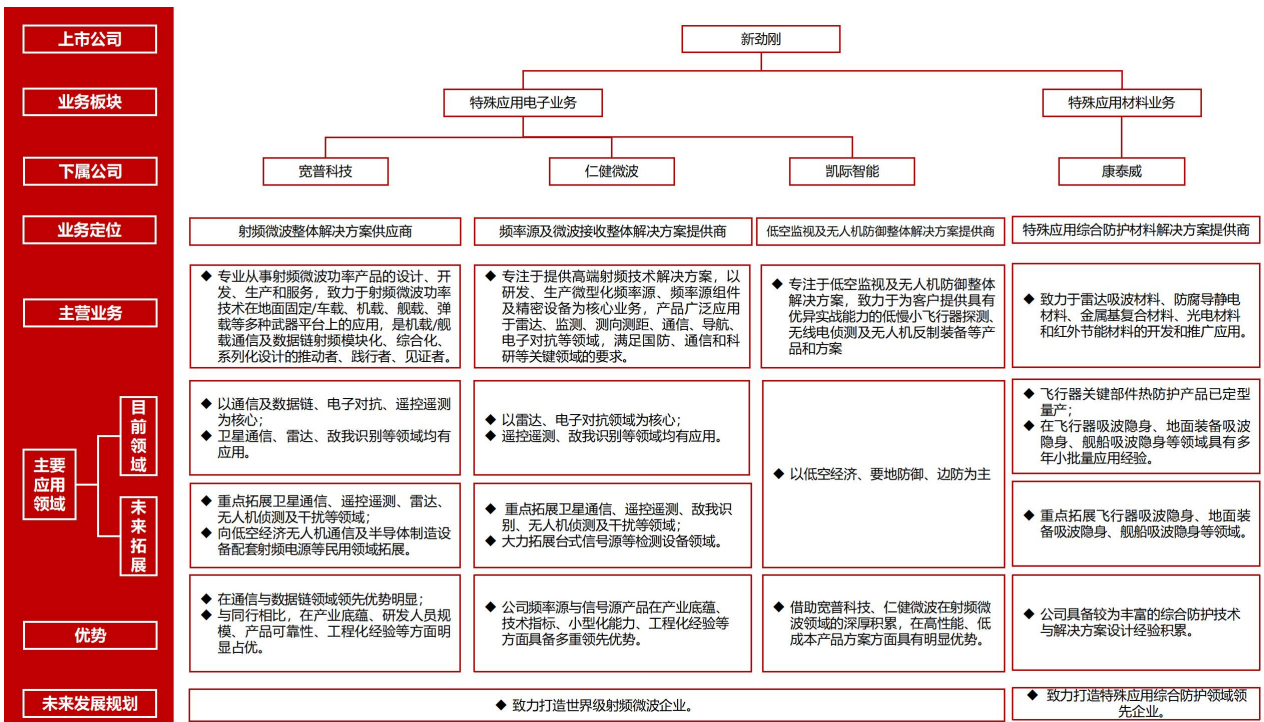 上市公司
新劲刚
业务板块
特殊应用电子业务
特殊应用材料业务
下属公司
宽普科技
仁健微波
凯际智能
康泰威
业务定位
射频微波整体解决方案供应商
频率源及微波接收整体解决方案提供商
低空监视及无人机防御整体解决方案提供商
特殊应用综合防护材料解决方案提供商
主营业务
◆ 专业从事射频微波功率产品的设计、开
发、生产和服务，致力于射频微波功率
技术在地面固定/车载、机载、舰载、弹
载等多种武器平台上的应用，是机载/舰
载通信及数据链射频模块化、综合化、
系列化设计的推动者、践行者、见证者。
◆ 专注于提供高端射频技术解决方案，以
研发、生产微型化频率源、频率源组件
及精密设备为核心业务，产品广泛应用
于雷达、监测、测向测距、通信、导航、
电子对抗等领域，满足国防、通信和科
研等关键领域的要求。
◆ 专注于低空监视及无人机防御整体
解决方案，致力于为客户提供具有
优异实战能力的低慢小飞行器探测、
无线电侦测及无人机反制装备等产
品和方案
◆ 致力于雷达吸波材料、防腐导静电
材料、金属基复合材料、光电材料
和红外节能材料的开发和推广应用。
主要
应用
领域
目前领域
◆ 以通信及数据链、电子对抗、遥控遥测
为核心；
◆ 卫星通信、雷达、敌我识别等领域均有
应用。
◆ 以雷达、电子对抗领域为核心；
◆ 遥控遥测、敌我识别等领域均有应用。
◆ 以低空经济、要地防御、边防为主
◆ 飞行器关键部件热防护产品已定型
量产；
◆ 在飞行器吸波隐身、地面装备吸波
隐身、舰船吸波隐身等领域具有多
年小批量应用经验。
未来拓展
◆ 重点拓展卫星通信、遥控遥测、雷达、
无人机侦测及干扰等领域；
◆ 向低空经济无人机通信及半导体制造设
备配套射频电源等民用领域拓展。
◆ 重点拓展卫星通信、遥控遥测、敌我识
别、无人机侦测及干扰等领域；
◆ 大力拓展台式信号源等检测设备领域。
◆ 重点拓展飞行器吸波隐身、地面装
备吸波隐身、舰船吸波隐身等领域。
优势
◆ 在通信与数据链领域领先优势明显；
◆ 与同行相比，在产业底蕴、研发人员规
模、产品可靠性、工程化经验等方面明
显占优。
◆ 公司频率源与信号源产品在产业底蕴、
技术指标、小型化能力、工程化经验等
方面具备多重领先优势。
◆ 借助宽普科技、仁健微波在射频微
波领域的深厚积累，在高性能、低
成本产品方案方面具有明显优势。
◆ 公司具备较为丰富的综合防护技术
与解决方案设计经验积累。
未来发展规划
◆ 致力打造世界级射频微波企业。
◆ 致力打造特殊应用综合防护领域领
先企业。